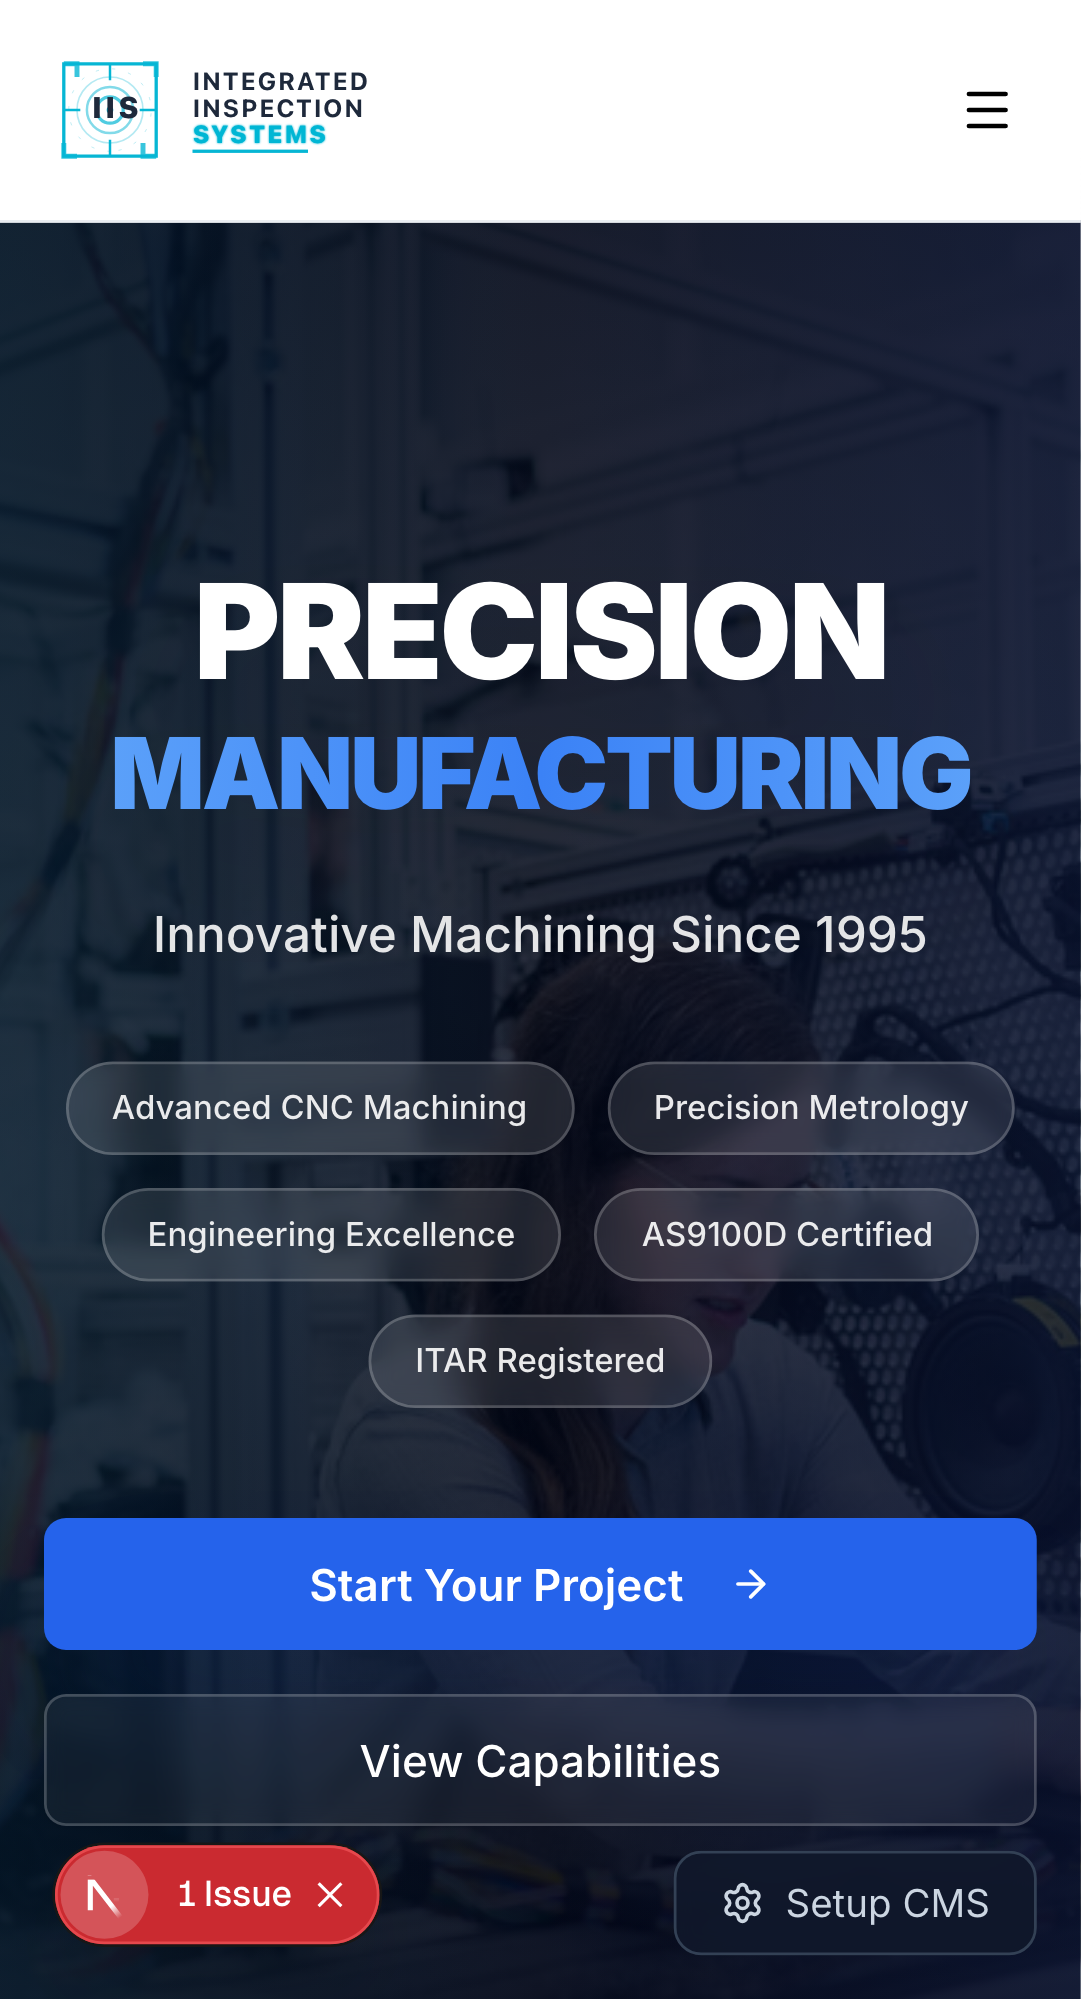 IIS
INTEGRATED
INSPECTION
SYSTEMS
PRECISION
MANUFACTURING
Innovative Machining Since 1995
Advanced CNC Machining
Precision Metrology
Engineering Excellence
AS9100D Certified
ITAR Registered
Start Your Project →
View Capabilities
N 1 Issue
Setup CMS